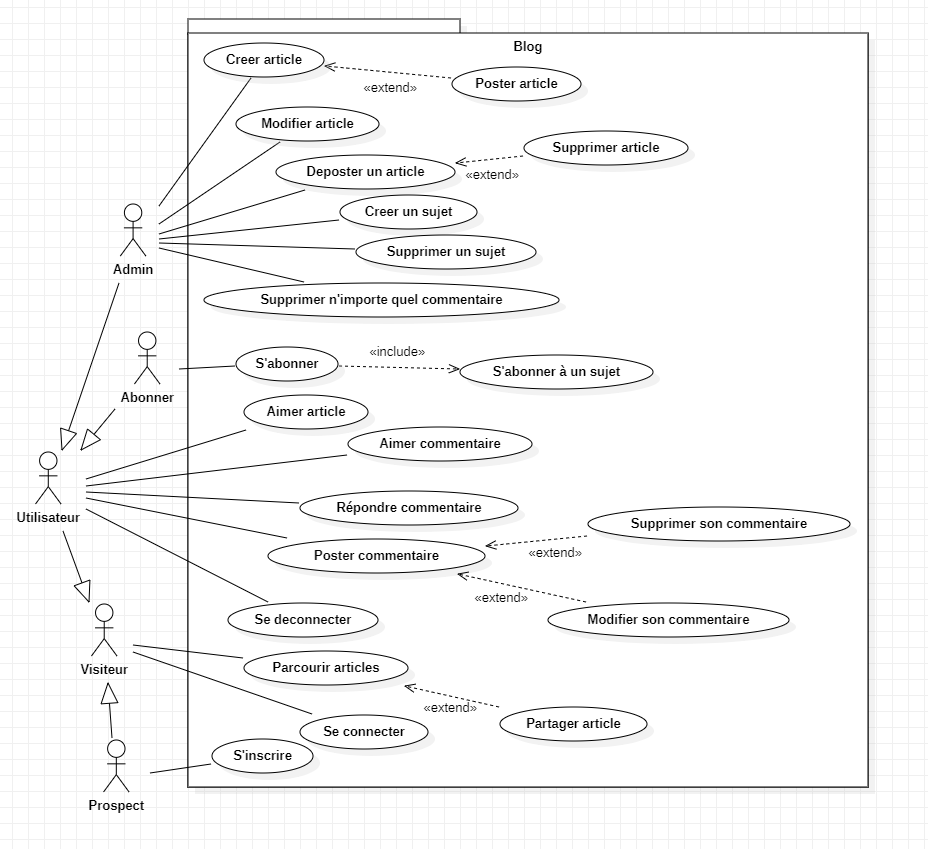 Blog
Creer article
«extend»
Poster article
Modifier article
Supprimer article
Deposter un article
«extend»
Creer un sujet
Supprimer un sujet
Admin
Supprimer n'importe quel commentaire
«include»
S'abonner
S'abonner à un sujet
Abonner
Aimer article
Aimer commentaire
Répondre commentaire
Utilisateur
Supprimer son commentaire
Poster commentaire
«extend»
«extend»
Se deconnecter
Modifier son commentaire
Visiteur
Parcourir articles
«extend»
Partager article
Se connecter
S'inscrire
Prospect